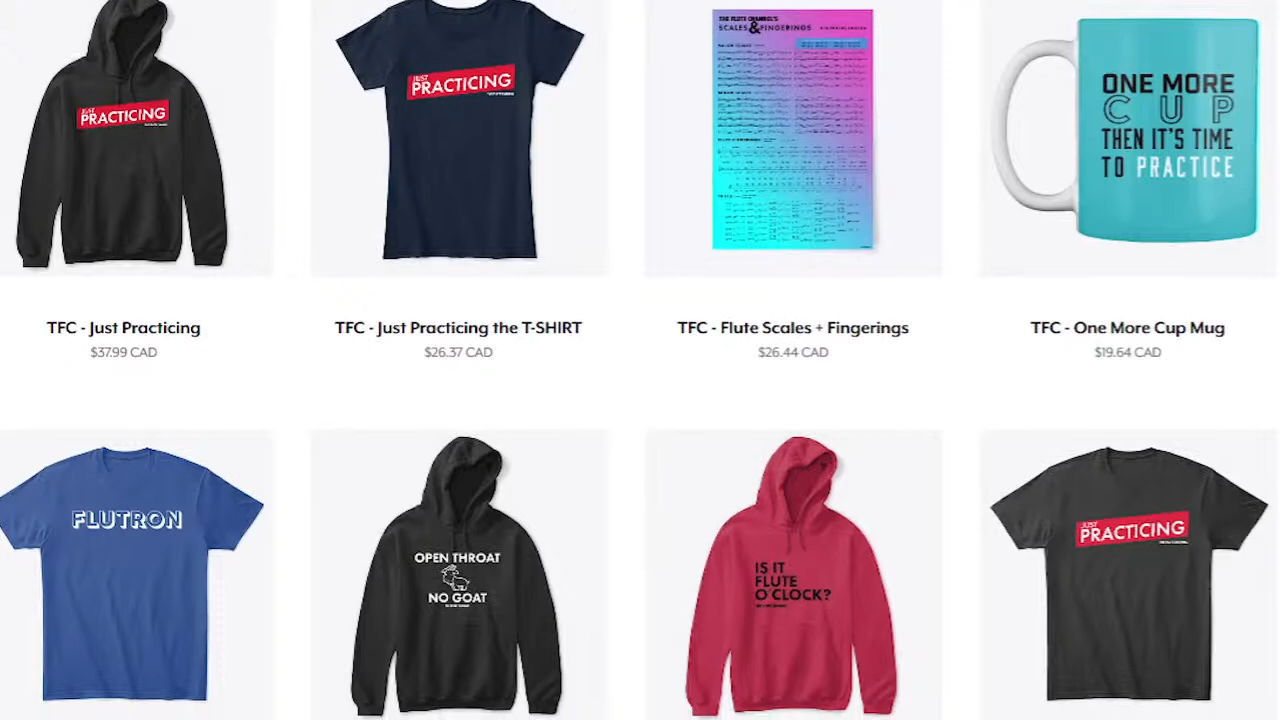 JUST
PRACTICING
JUST
PRACTICING
THE FLUTE CHANNEL'S
SCALES & FINGERINGS
ONE MORE
CUP
THEN IT'S TIME
TO PRACTICE
TFC - Just Practicing
$37.99 CAD
TFC - Just Practicing the T-SHIRT
$26.37 CAD
TFC - Flute Scales + Fingerings
$26.44 CAD
TFC - One More Cup Mug
$19.64 CAD
FLUTRON
OPEN THROAT
NO GOAT
IS IT
FLUTE
O'CLOCK?
JUST
PRACTICING